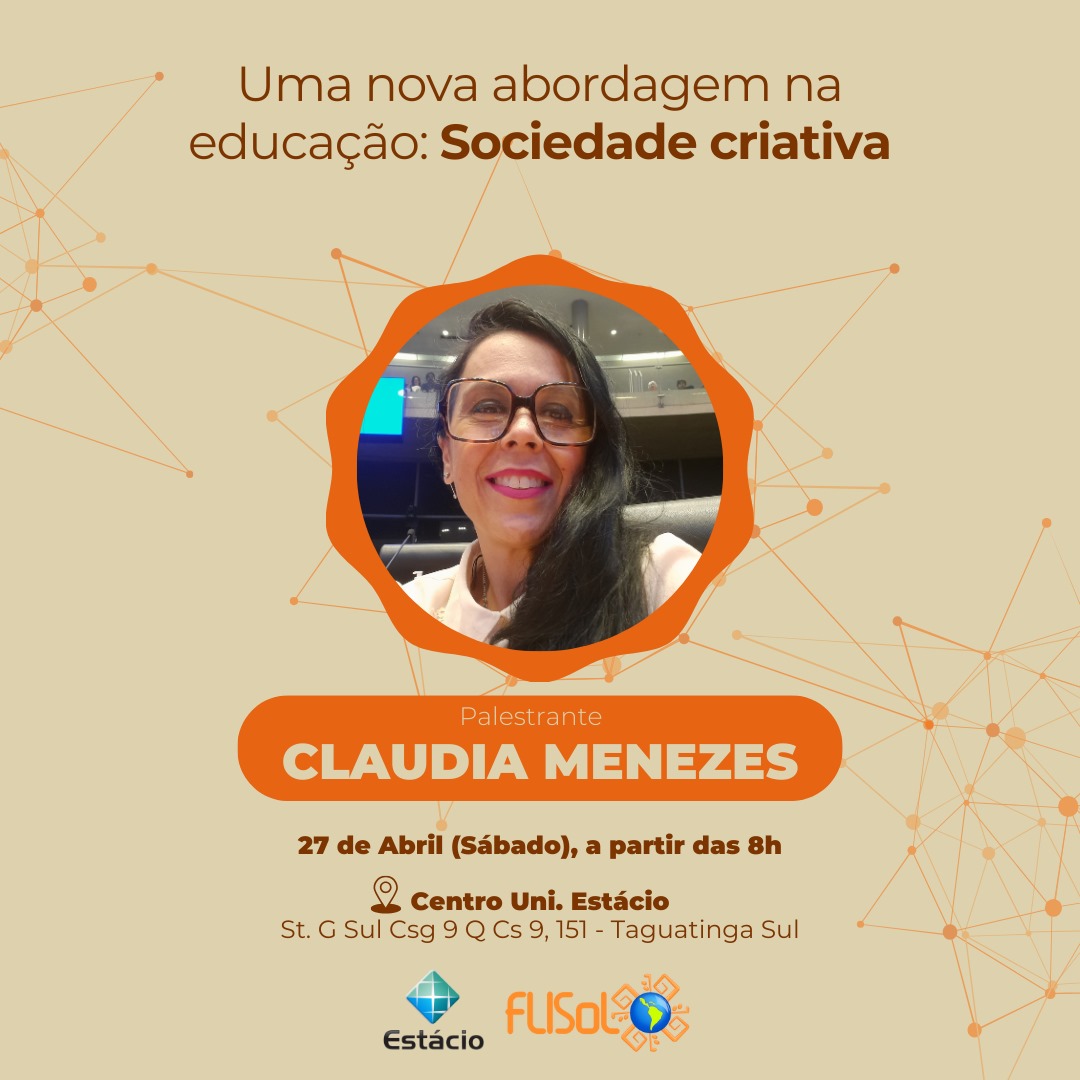 Uma nova abordagem na
educação: Sociedade criativa
Palestrante
CLAUDIA MENEZES
27 de Abril (Sábado), a partir das 8h
Centro Uni. Estácio
St. G Sul Csg 9 Q Cs 9, 151 - Taguatinga Sul
Estácio
FLISol